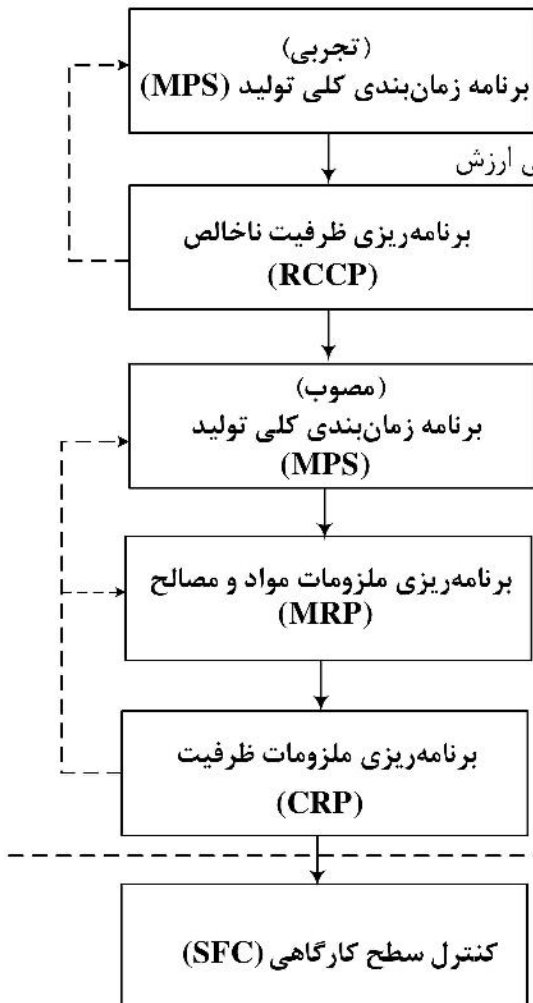 (تجربی)
برنامه زمان‌بندی کلی تولید (MPS)
ارزش
برنامه‌ریزی ظرفیت ناخالص
(RCCP)
(مصوب)
برنامه زمان‌بندی کلی تولید
(MPS)
برنامه‌ریزی ملزومات مواد و مصالح
(MRP)
برنامه‌ریزی ملزومات ظرفیت
(CRP)
کنترل سطح کارگاهی (SFC)